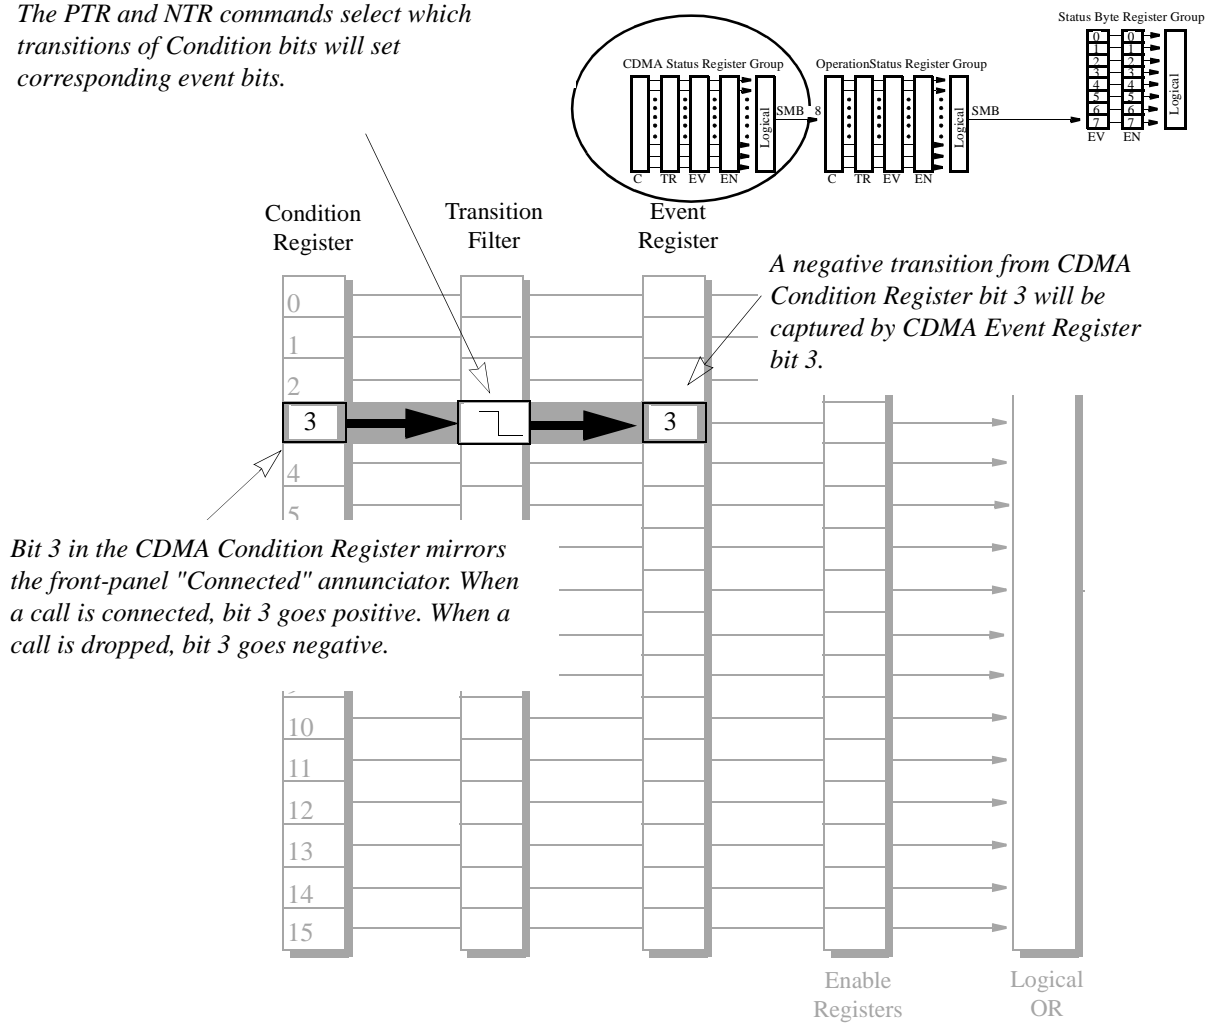 The PTR and NTR commands select which
transitions of Condition bits will set
corresponding event bits.
Status Byte Register Group
CDMA Status Register Group
OperationStatus Register Group
0 0
1 1
2 2
3 3
4 4
5 5
6 6
7 7
EV EN
Logical
Logical
SMB 8
Logical
SMB
C TR EV EN
C TR EV EN
Condition
Register
Transition
Filter
Event
Register
A negative transition from CDMA
Condition Register bit 3 will be
captured by CDMA Event Register
bit 3.
0
1
2
3 3
4
5
Bit 3 in the CDMA Condition Register mirrors
the front-panel "Connected" annunciator. When
a call is connected, bit 3 goes positive. When a
call is dropped, bit 3 goes negative.
10
11
12
13
14
15
Enable
Registers
Logical
OR